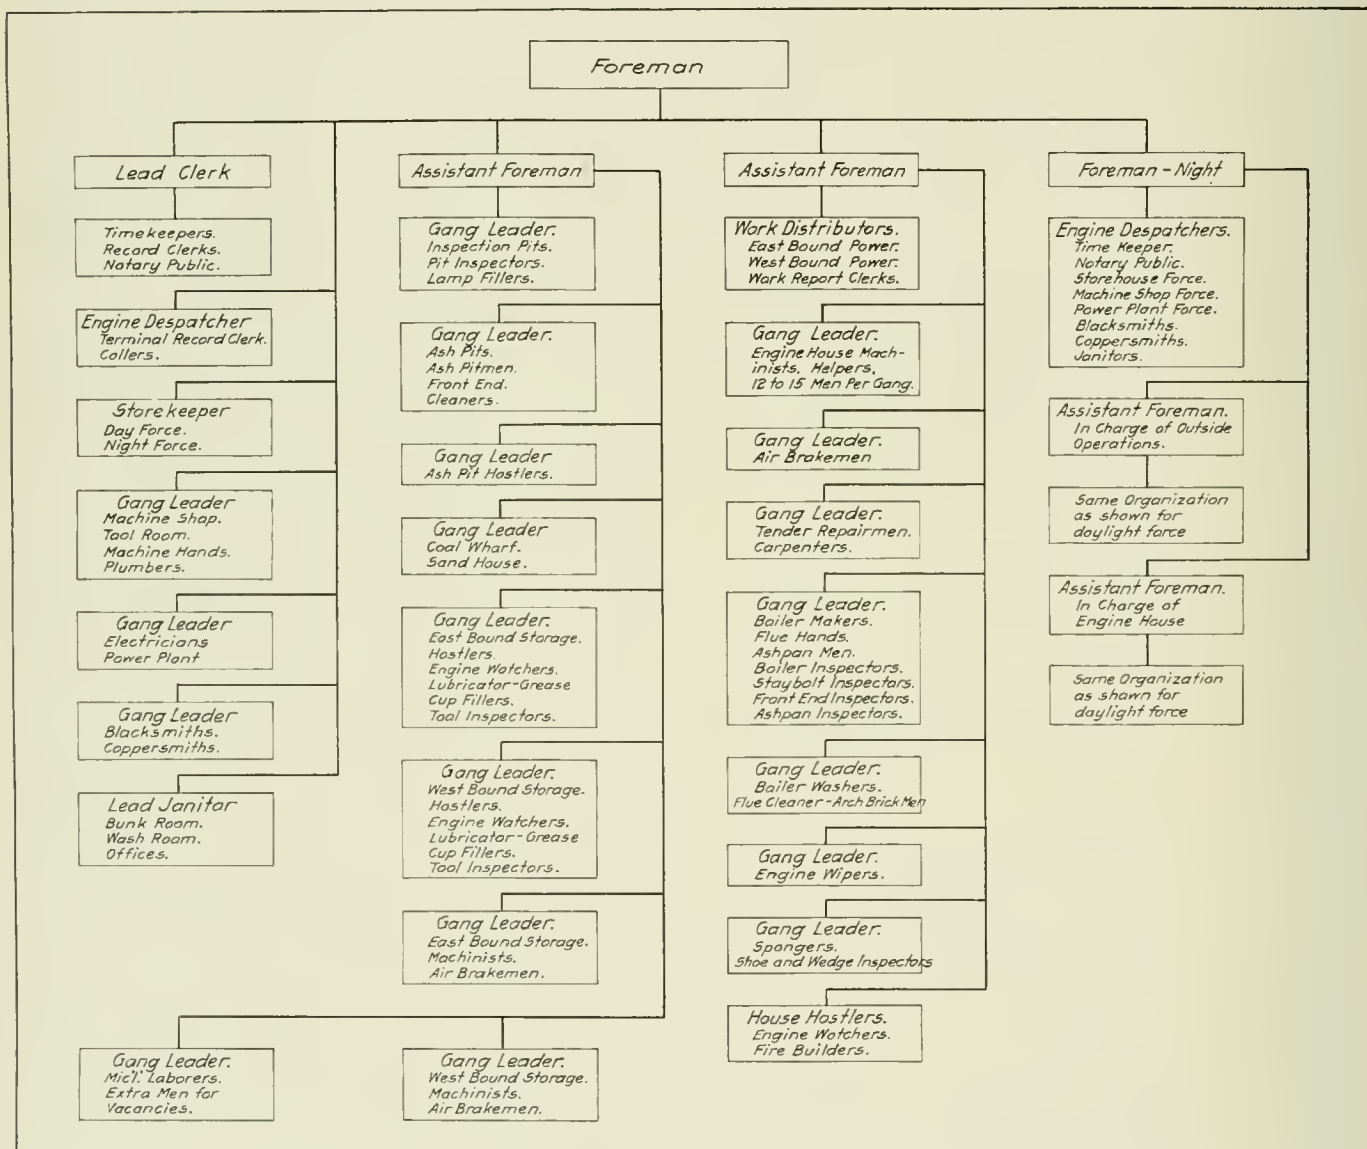 Foreman
Lead Clerk
Timekeepers.
Record Clerks.
Notary Public.
Engine Despatcher
Terminal Record Clerk.
Callers.
Storekeeper
Day Force.
Night Force.
Gang Leader
Machine Shop.
Tool Room.
Machine Hands.
Plumbers.
Gang Leader
Electricians
Power Plant
Gang Leader
Blacksmiths.
Coppersmiths.
Lead Janitor
Bunk Room.
Wash Room.
Offices.
Assistant Foreman
Gang Leader.
Inspection Pits.
Pit Inspectors.
Lamp Fillers.
Gang Leader.
Ash Pits.
Ash Pitmen.
Front End.
Cleaners.
Gang Leader
Ash Pit Hostlers.
Gang Leader
Coal Wharf.
Sand House.
Gang Leader.
East Bound Storage.
Hostlers.
Engine Watchers.
Lubricator-Grease
Cup Fillers.
Tool Inspectors.
Gang Leader.
West Bound Storage.
Hostlers.
Engine Watchers.
Lubricator-Grease
Cup Fillers.
Tool Inspectors.
Gang Leader.
East Bound Storage.
Machinists.
Air Brakemen.
Gang Leader.
Mic'l. Laborers.
Extra Men for
Vacancies.
Gang Leader.
West Bound Storage.
Machinists.
Air Brakemen.
Assistant Foreman
Work Distributors.
East Bound Power.
West Bound Power.
Work Report Clerks.
Gang Leader.
Engine House Mach-
inists. Helpers.
12 to 15 Men Per Gang.
Gang Leader.
Air Brakemen
Gang Leader.
Tender Repairmen.
Carpenters.
Gang Leader.
Boiler Makers.
Flue Hands.
Ashpan Men.
Boiler Inspectors.
Staybolt Inspectors.
Front End Inspectors.
Ashpan Inspectors.
Gang Leader.
Boiler Washers.
Flue Cleaner-Arch Brick Men
Gang Leader.
Engine Wipers.
Gang Leader.
Spongers.
Shoe and Wedge Inspectors
House Hostlers.
Engine Watchers.
Fire Builders.
Foreman-Night
Engine Despatchers.
Time Keeper.
Notary Public.
Storehouse Force.
Machine Shop Force.
Power Plant Force.
Blacksmiths.
Coppersmiths.
Janitors.
Assistant Foreman.
In Charge of Outside
Operations.
Same Organization
as shown for
daylight force
Assistant Foreman.
In Charge of
Engine House
Same Organization
as shown for
daylight force